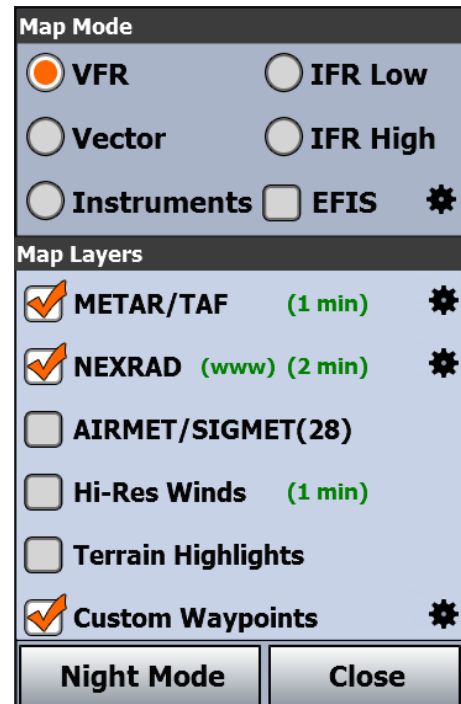 Map Mode
VFR IFR Low
Vector IFR High
Instruments EFIS
Map Layers
METAR/TAF (1 min)
NEXRAD (www) (2 min)
AIRMET/SIGMET(28)
Hi-Res Winds (1 min)
Terrain Highlights
Custom Waypoints
Night Mode Close